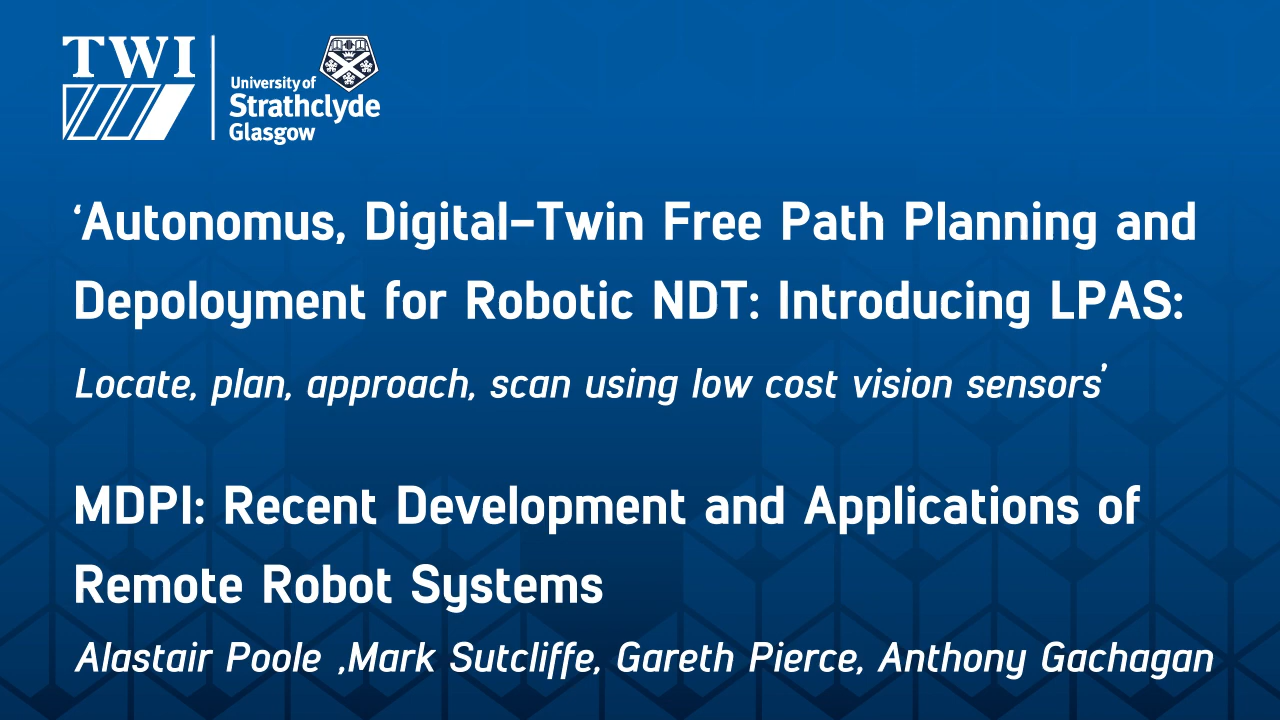 TWI
University of
Strathclyde
Glasgow
‘Autonomus, Digital-Twin Free Path Planning and
Depoloyment for Robotic NDT: Introducing LPAS:
Locate, plan, approach, scan using low cost vision sensors’
MDPI: Recent Development and Applications of
Remote Robot Systems
Alastair Poole ,Mark Sutcliffe, Gareth Pierce, Anthony Gachagan